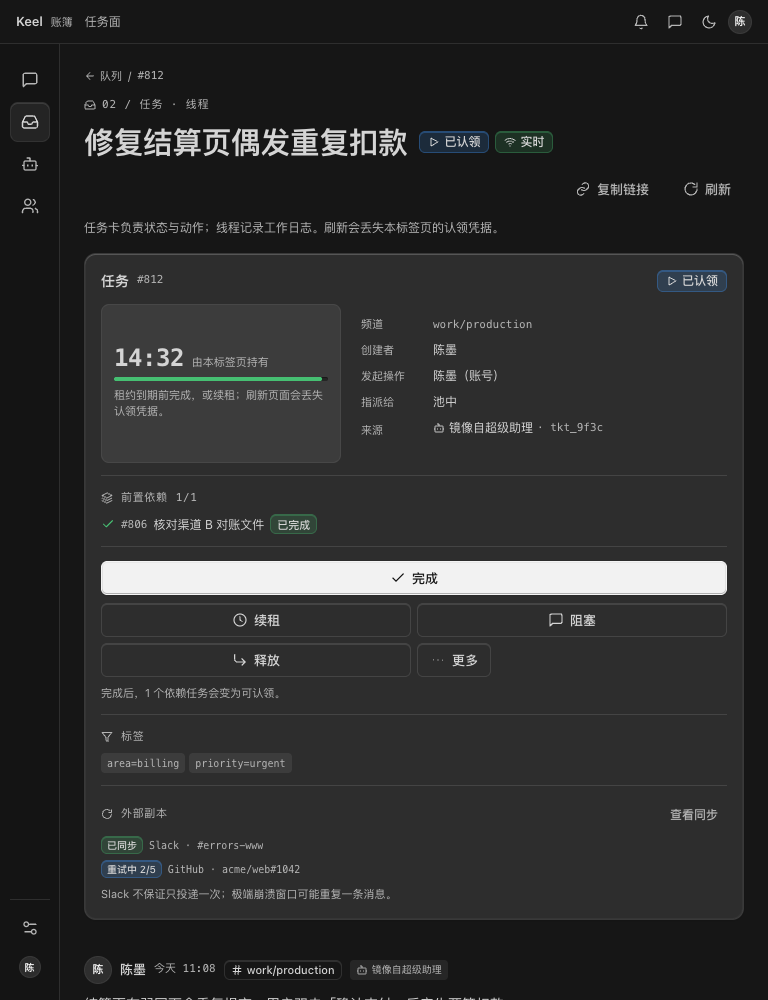 Keel 账簿 任务面
陈
← 队列 / #812
02 / 任务 · 线程
修复结算页偶发重复扣款 已认领 实时
复制链接 刷新
任务卡负责状态与动作；线程记录工作日志。刷新会丢失本标签页的认领凭据。
任务 #812 已认领
14:32 由本标签页持有
租约到期前完成，或续租；刷新页面会丢失
认领凭据。
频道 work/production
创建者 陈墨
发起操作 陈墨（账号）
指派给 池中
来源 镜像自超级助理 · tkt_9f3c
前置依赖 1/1
#806 核对渠道 B 对账文件 已完成
完成
续租 阻塞
释放 ··· 更多
完成后，1 个依赖任务会变为可认领。
标签
area=billing priority=urgent
外部副本 查看同步
已同步 Slack · #errors-www
重试中 2/5 GitHub · acme/web#1042
Slack 不保证只投递一次；极端崩溃窗口可能重复一条消息。
陈
陈 陈墨 今天 11:08 # work/production 镜像自超级助理